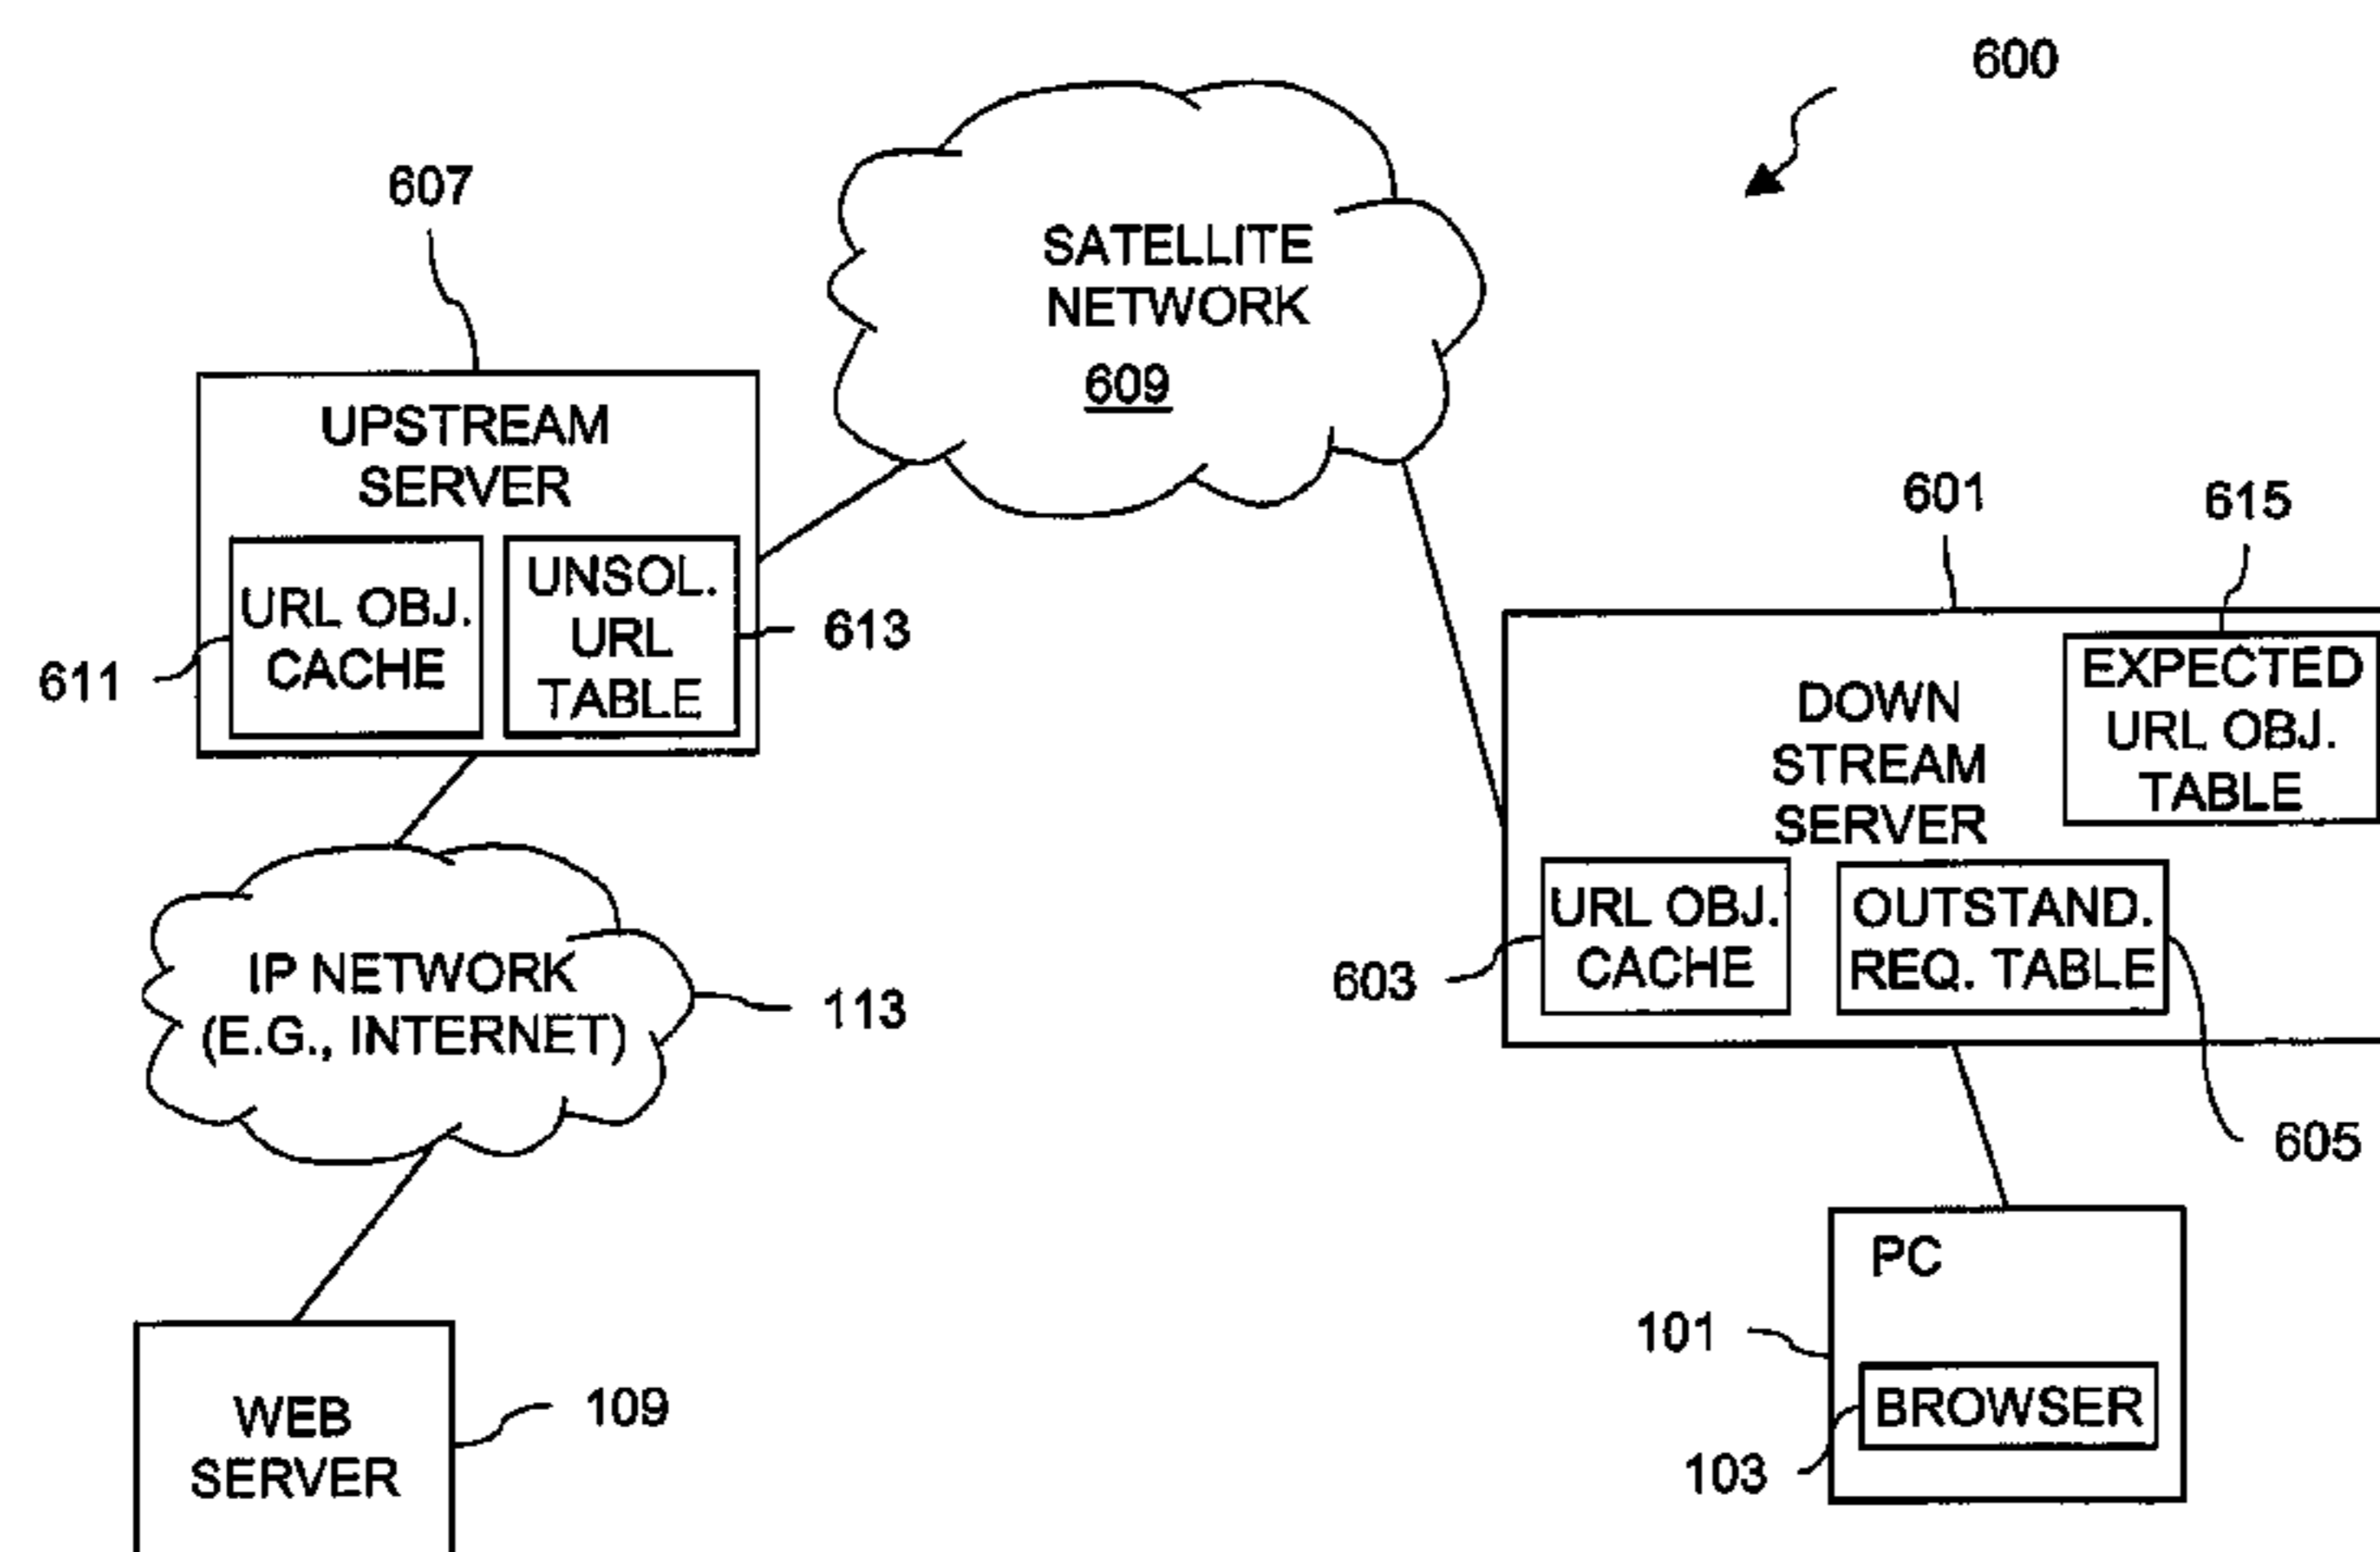 600
607
SATELLITE
NETWORK
609
UPSTREAM
SERVER
URL OBJ.
CACHE
UNSOL.
URL
TABLE
611
613
601
615
DOWN
STREAM
SERVER
EXPECTED
URL OBJ.
TABLE
URL OBJ.
CACHE
OUTSTAND.
REQ. TABLE
603
605
IP NETWORK
(E.G., INTERNET)
113
WEB
SERVER
109
PC
101
BROWSER
103